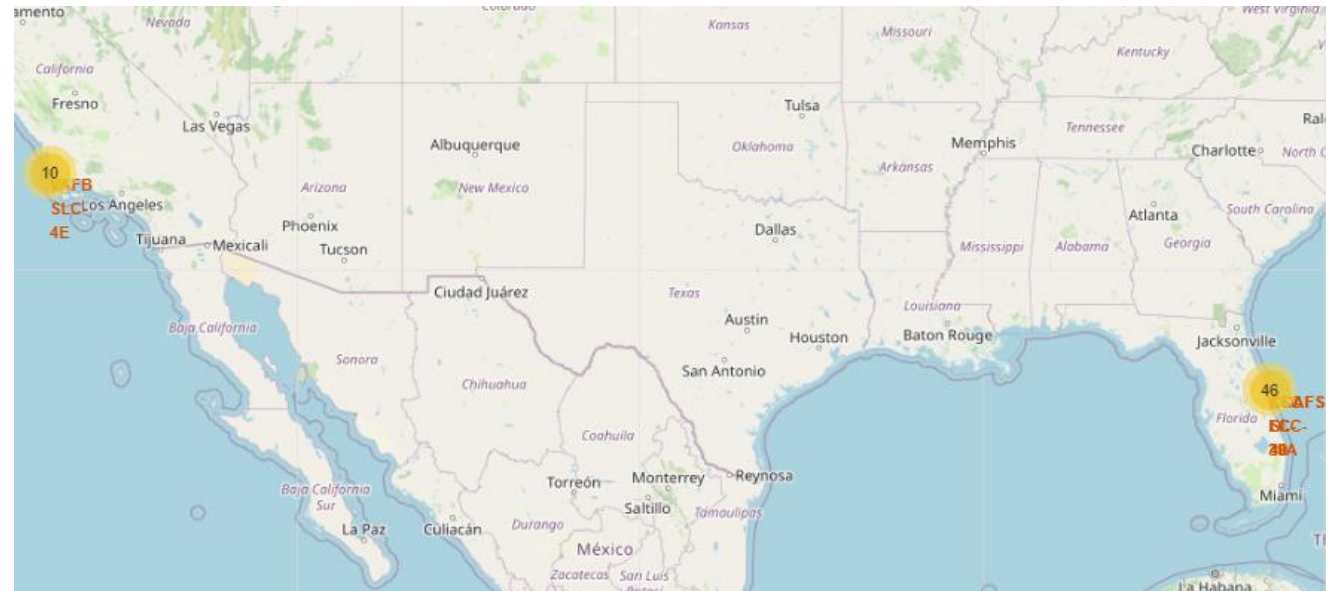 amento
Nevada
Colorado
Kansas
Missouri
West Virginia
Kentucky
California
Fresno
Las Vegas
Tulsa
Ral
Albuquerque
Oklahoma
Memphis
Tennessee
Charlotte
North C
10
AFB
SLC-
4E
Los Angeles
Arizona
New Mexico
Arkansas
Phoenix
Tucson
Dallas
Atlanta
South Carolina
Tijuana
Mexicali
Mississippi
Alabama
Georgia
Ciudad Juárez
Texas
Louisiana
Baja California
Austin
Houston
Baton Rouge
Jacksonville
Sonora
Chihuahua
San Antonio
46
AFS
Florida
Coahuila
Torreón
Monterrey
Reynosa
Saltillo
Tamaulipas
Baja California
Sur
La Paz
Culiacán
Durango
Miami
México
Zacatecas
San Luis
Potosí
La Habana